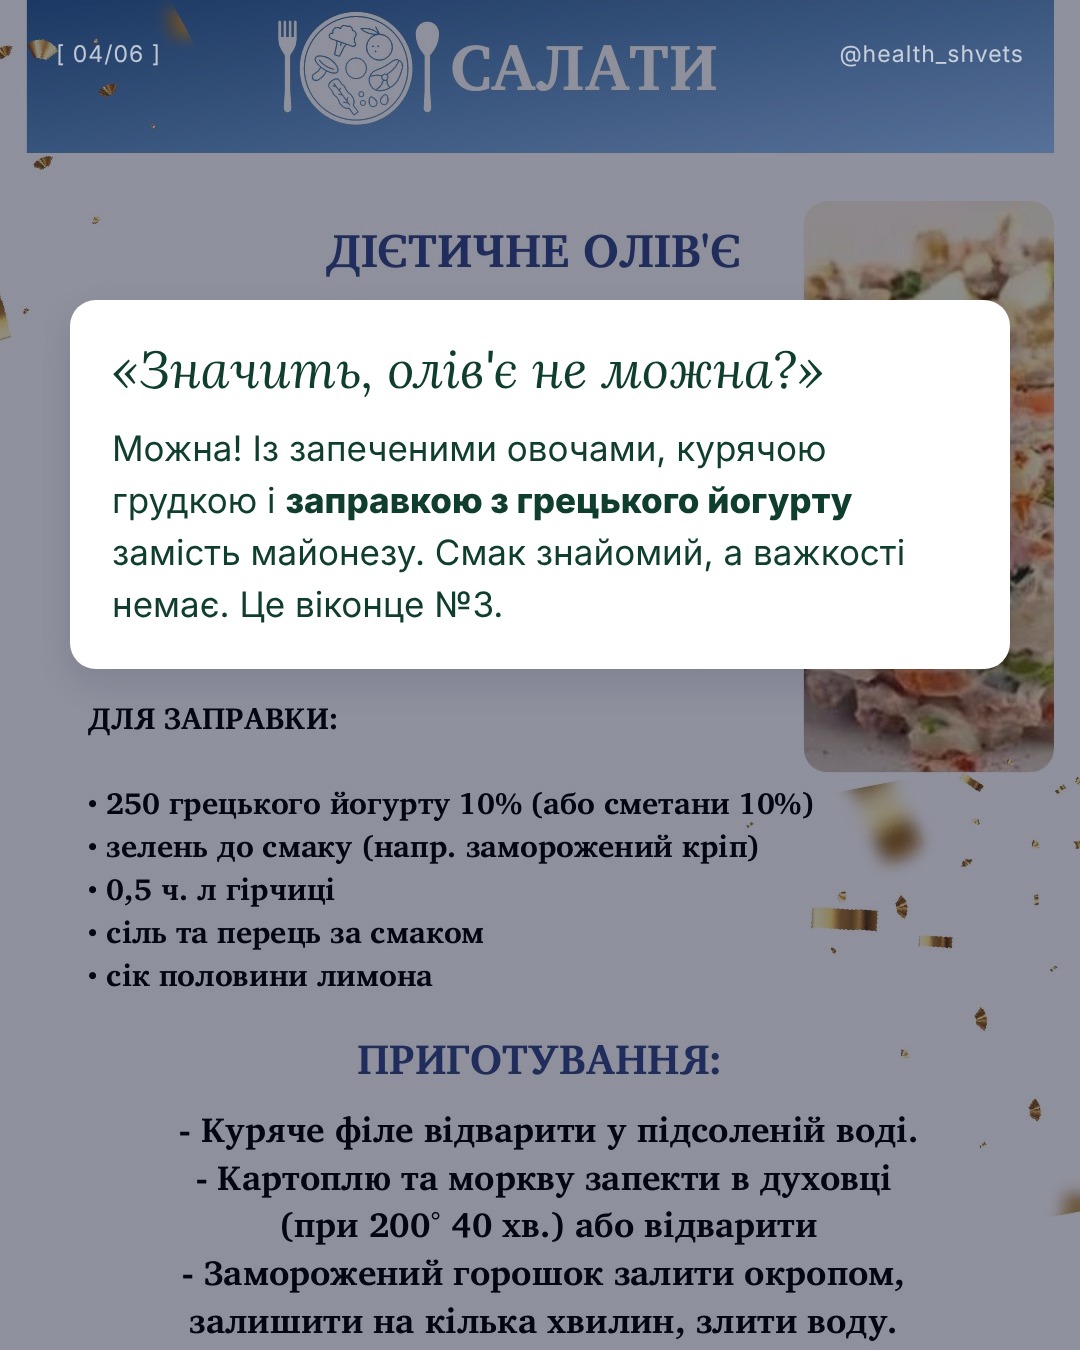 [ 04/06 ]
САЛАТИ
@health_shvets
ДІЄТИЧНЕ ОЛІВ'Є
«Значить, олів'є не можна?»
Можна! Із запеченими овочами, курячою
грудкою і заправкою з грецького йогурту
замість майонезу. Смак знайомий, а важкості
немає. Це віконце №3.
ДЛЯ ЗАПРАВКИ:
• 250 грецького йогурту 10% (або сметани 10%)
• зелень до смаку (напр. заморожений кріп)
• 0,5 ч. л гірчиці
• сіль та перець за смаком
• сік половини лимона
ПРИГОТУВАННЯ:
- Куряче філе відварити у підсоленій воді.
- Картоплю та моркву запекти в духовці
(при 200° 40 хв.) або відварити
- Заморожений горошок залити окропом,
залишити на кілька хвилин, злити воду.